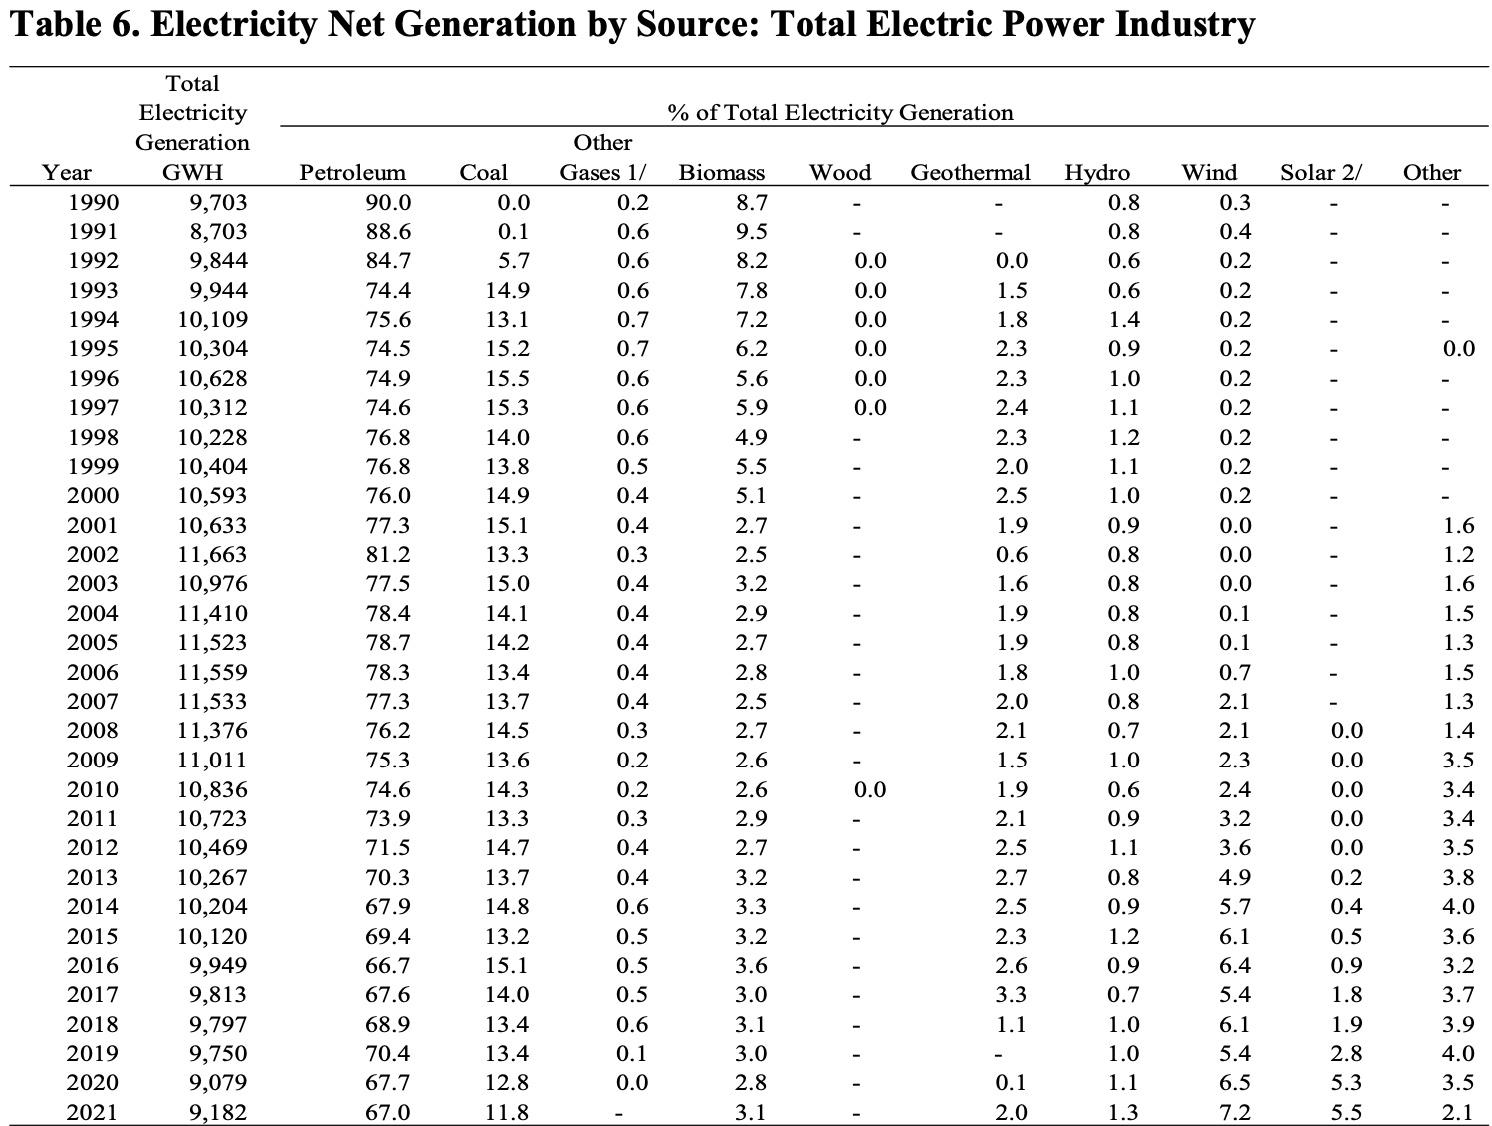 Table 6. Electricity Net Generation by Source: Total Electric Power Industry
Total
Electricity % of Total Electricity Generation
Generation Other
Year GWH Petroleum Coal Gases 1/ Biomass Wood Geothermal Hydro Wind Solar 2/ Other
1990 9,703 90.0 0.0 0.2 8.7 - - 0.8 0.3 - -
1991 8,703 88.6 0.1 0.6 9.5 - - 0.8 0.4 - -
1992 9,844 84.7 5.7 0.6 8.2 0.0 0.0 0.6 0.2 - -
1993 9,944 74.4 14.9 0.6 7.8 0.0 1.5 0.6 0.2 - -
1994 10,109 75.6 13.1 0.7 7.2 0.0 1.8 1.4 0.2 - -
1995 10,304 74.5 15.2 0.7 6.2 0.0 2.3 0.9 0.2 - 0.0
1996 10,628 74.9 15.5 0.6 5.6 0.0 2.3 1.0 0.2 - -
1997 10,312 74.6 15.3 0.6 5.9 0.0 2.4 1.1 0.2 - -
1998 10,228 76.8 14.0 0.6 4.9 - 2.3 1.2 0.2 - -
1999 10,404 76.8 13.8 0.5 5.5 - 2.0 1.1 0.2 - -
2000 10,593 76.0 14.9 0.4 5.1 - 2.5 1.0 0.2 - -
2001 10,633 77.3 15.1 0.4 2.7 - 1.9 0.9 0.0 - 1.6
2002 11,663 81.2 13.3 0.3 2.5 - 0.6 0.8 0.0 - 1.2
2003 10,976 77.5 15.0 0.4 3.2 - 1.6 0.8 0.0 - 1.6
2004 11,410 78.4 14.1 0.4 2.9 - 1.9 0.8 0.1 - 1.5
2005 11,523 78.7 14.2 0.4 2.7 - 1.9 0.8 0.1 - 1.3
2006 11,559 78.3 13.4 0.4 2.8 - 1.8 1.0 0.7 - 1.5
2007 11,533 77.3 13.7 0.4 2.5 - 2.0 0.8 2.1 - 1.3
2008 11,376 76.2 14.5 0.3 2.7 - 2.1 0.7 2.1 0.0 1.4
2009 11,011 75.3 13.6 0.2 2.6 - 1.5 1.0 2.3 0.0 3.5
2010 10,836 74.6 14.3 0.2 2.6 0.0 1.9 0.6 2.4 0.0 3.4
2011 10,723 73.9 13.3 0.3 2.9 - 2.1 0.9 3.2 0.0 3.4
2012 10,469 71.5 14.7 0.4 2.7 - 2.5 1.1 3.6 0.0 3.5
2013 10,267 70.3 13.7 0.4 3.2 - 2.7 0.8 4.9 0.2 3.8
2014 10,204 67.9 14.8 0.6 3.3 - 2.5 0.9 5.7 0.4 4.0
2015 10,120 69.4 13.2 0.5 3.2 - 2.3 1.2 6.1 0.5 3.6
2016 9,949 66.7 15.1 0.5 3.6 - 2.6 0.9 6.4 0.9 3.2
2017 9,813 67.6 14.0 0.5 3.0 - 3.3 0.7 5.4 1.8 3.7
2018 9,797 68.9 13.4 0.6 3.1 - 1.1 1.0 6.1 1.9 3.9
2019 9,750 70.4 13.4 0.1 3.0 - - 1.0 5.4 2.8 4.0
2020 9,079 67.7 12.8 0.0 2.8 - 0.1 1.1 6.5 5.3 3.5
2021 9,182 67.0 11.8 - 3.1 - 2.0 1.3 7.2 5.5 2.1